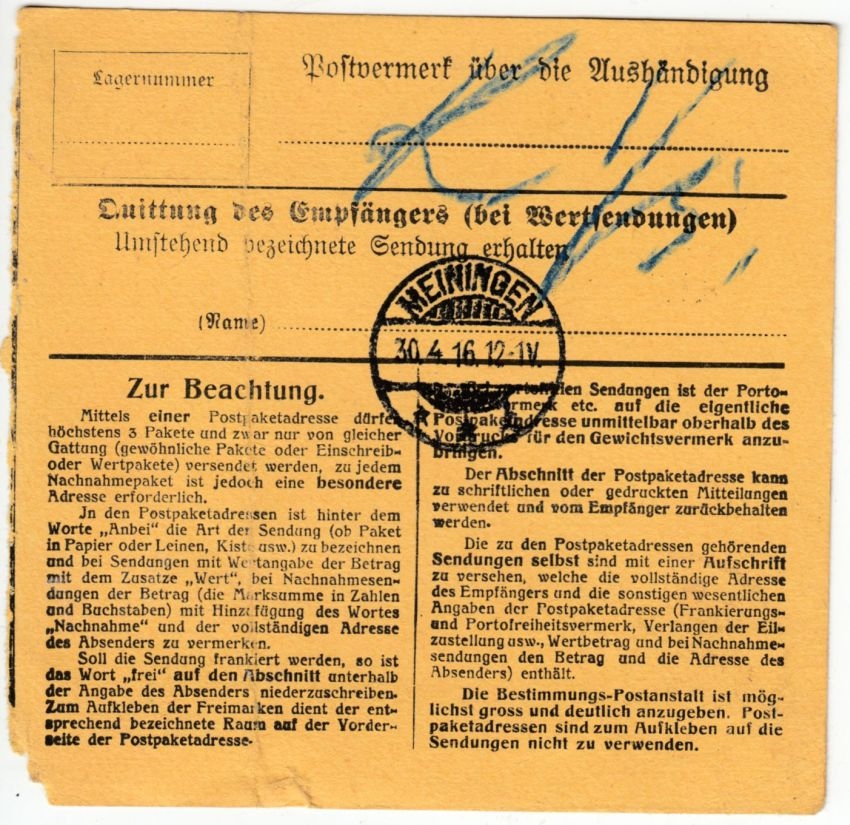 Lagernummer
Postvermerk über die Aushändigung
Quittung des Empfängers (bei Wertsendungen)
Umstehend bezeichnete Sendung erhalten
(Name)
MEININGEN
30.4.16.12-1V.
* *
Zur Beachtung.
Mittels einer Postpaketadresse dürfen
höchstens 3 Pakete und zwar nur von gleicher
Gattung (gewöhnliche Pakete oder Einschreib-
oder Wertpakete) versendet werden, zu jedem
Nachnahmepaket ist jedoch eine besondere
Adresse erforderlich.
Jn den Postpaketadressen ist hinter dem
Worte „Anbei" die Art der Sendung (ob Paket
in Papier oder Leinen, Kiste usw.) zu bezeichnen
und bei Sendungen mit Wertangabe der Betrag
mit dem Zusatze „Wert", bei Nachnahmesen-
dungen der Betrag (die Marksumme in Zahlen
und Buchstaben) mit Hinzufügung des Wortes
„Nachnahme" und der vollständigen Adresse
des Absenders zu vermerken.
Soll die Sendung frankiert werden, so ist
das Wort „frei" auf den Abschnitt unterhalb
der Angabe des Absenders niederzuschreiben.
Zum Aufkleben der Freimarken dient der ent-
sprechend bezeichnete Raum auf der Vorder-
seite der Postpaketadresse.
Sendungen ist der Porto-
etc. auf die eigentliche
Postpaketadresse unmittelbar oberhalb des
Vordrucks für den Gewichtsvermerk anzu-
bringen.
Der Abschnitt der Postpaketadresse kann
zu schriftlichen oder gedruckten Mitteilungen
verwendet und vom Empfänger zurückbehalten
werden.
Die zu den Postpaketadressen gehörenden
Sendungen selbst sind mit einer Aufschrift
zu versehen, welche die vollständige Adresse
des Empfängers und die sonstigen wesentlichen
Angaben der Postpaketadresse (Frankierungs-
und Portofreiheitsvermerk, Verlangen der Eil-
zustellung usw., Wertbetrag und bei Nachnahme-
sendungen den Betrag und die Adresse des
Absenders) enthält.
Die Bestimmungs-Postanstalt ist mög-
lichst gross und deutlich anzugeben. Post-
paketadressen sind zum Aufkleben auf die
Sendungen nicht zu verwenden.